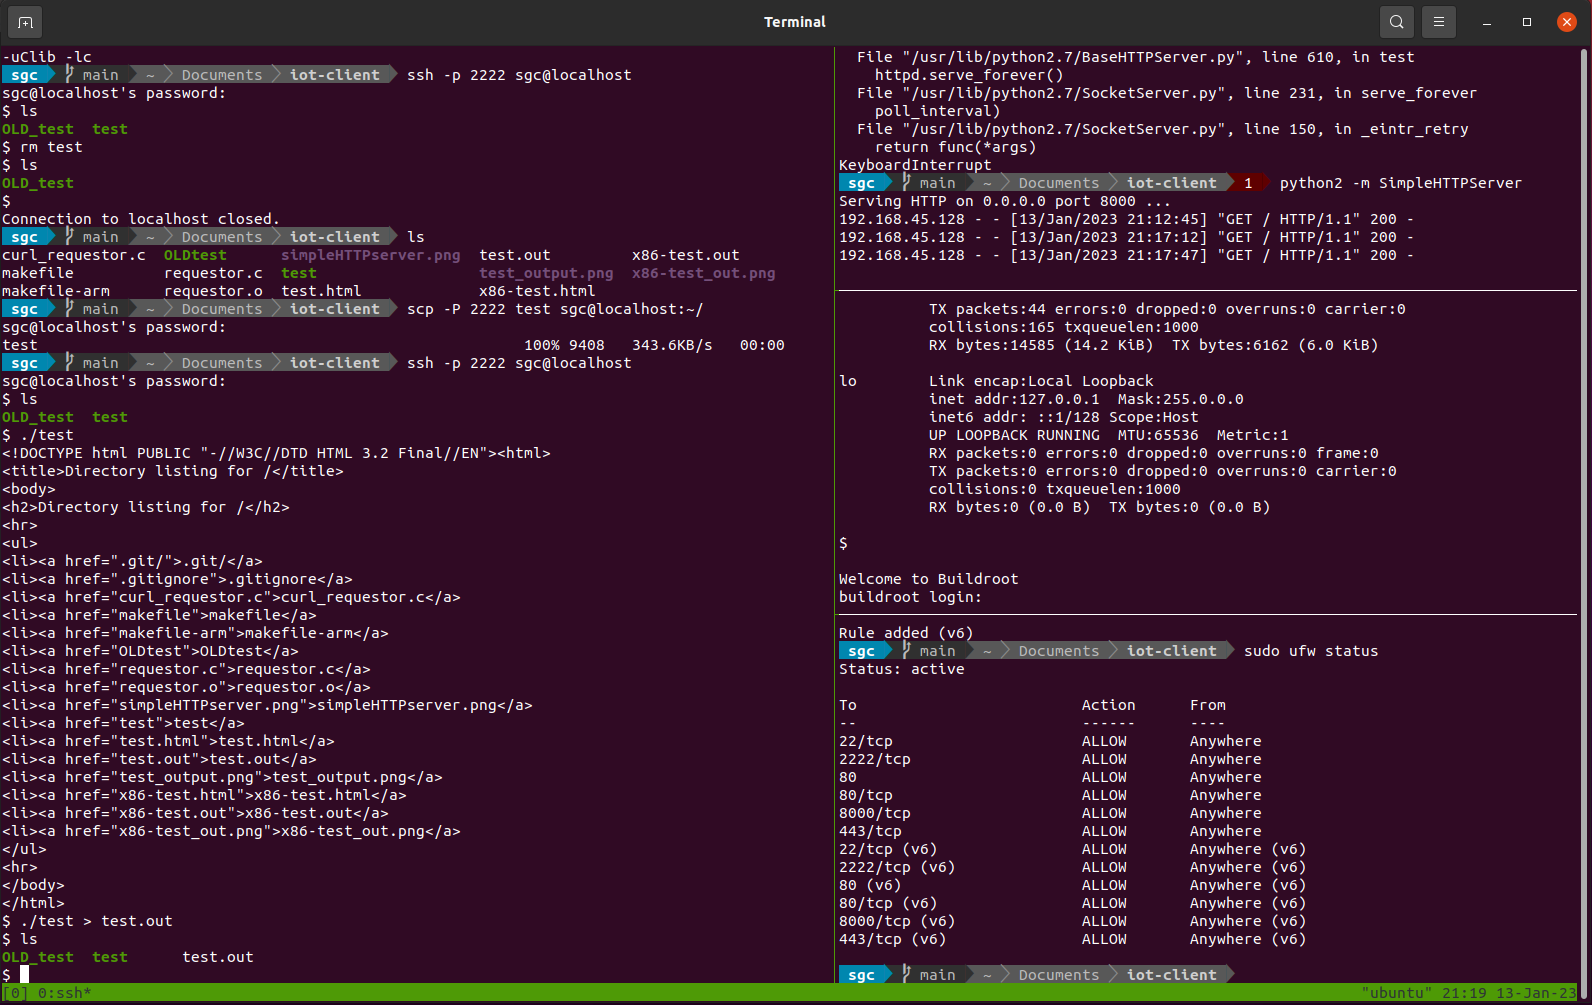 Terminal
-uClib -lc
sgc main ~ Documents iot-client ssh -p 2222 sgc@localhost
sgc@localhost's password:
$ ls
OLD_test test
$ rm test
$ ls
OLD_test
$
Connection to localhost closed.
sgc main ~ Documents iot-client ls
curl_requestor.c OLDtest simpleHTTPserver.png test.out x86-test.out
makefile requestor.c test test_output.png x86-test_out.png
makefile-arm requestor.o test.html x86-test.html
sgc main ~ Documents iot-client scp -P 2222 test sgc@localhost:~/
sgc@localhost's password:
test 100% 9408 343.6KB/s 00:00
sgc main ~ Documents iot-client ssh -p 2222 sgc@localhost
sgc@localhost's password:
$ ls
OLD_test test
$ ./test
<!DOCTYPE html PUBLIC "-//W3C//DTD HTML 3.2 Final//EN"><html>
<title>Directory listing for /</title>
<body>
<h2>Directory listing for /</h2>
<hr>
<ul>
<li><a href=".git/">.git/</a>
<li><a href=".gitignore">.gitignore</a>
<li><a href="curl_requestor.c">curl_requestor.c</a>
<li><a href="makefile">makefile</a>
<li><a href="makefile-arm">makefile-arm</a>
<li><a href="OLDtest">OLDtest</a>
<li><a href="requestor.c">requestor.c</a>
<li><a href="requestor.o">requestor.o</a>
<li><a href="simpleHTTPserver.png">simpleHTTPserver.png</a>
<li><a href="test">test</a>
<li><a href="test.html">test.html</a>
<li><a href="test.out">test.out</a>
<li><a href="test_output.png">test_output.png</a>
<li><a href="x86-test.html">x86-test.html</a>
<li><a href="x86-test.out">x86-test.out</a>
<li><a href="x86-test_out.png">x86-test_out.png</a>
</ul>
<hr>
</body>
</html>
$ ./test > test.out
$ ls
OLD_test test test.out
$
File "/usr/lib/python2.7/BaseHTTPServer.py", line 610, in test
httpd.serve_forever()
File "/usr/lib/python2.7/SocketServer.py", line 231, in serve_forever
poll_interval)
File "/usr/lib/python2.7/SocketServer.py", line 150, in _eintr_retry
return func(*args)
KeyboardInterrupt
sgc main ~ Documents iot-client 1 python2 -m SimpleHTTPServer
Serving HTTP on 0.0.0.0 port 8000 ...
192.168.45.128 - - [13/Jan/2023 21:12:45] "GET / HTTP/1.1" 200 -
192.168.45.128 - - [13/Jan/2023 21:17:12] "GET / HTTP/1.1" 200 -
192.168.45.128 - - [13/Jan/2023 21:17:47] "GET / HTTP/1.1" 200 -
TX packets:44 errors:0 dropped:0 overruns:0 carrier:0
collisions:165 txqueuelen:1000
RX bytes:14585 (14.2 KiB) TX bytes:6162 (6.0 KiB)
lo Link encap:Local Loopback
inet addr:127.0.0.1 Mask:255.0.0.0
inet6 addr: ::1/128 Scope:Host
UP LOOPBACK RUNNING MTU:65536 Metric:1
RX packets:0 errors:0 dropped:0 overruns:0 frame:0
TX packets:0 errors:0 dropped:0 overruns:0 carrier:0
collisions:0 txqueuelen:1000
RX bytes:0 (0.0 B) TX bytes:0 (0.0 B)
$
Welcome to Buildroot
buildroot login:
Rule added (v6)
sgc main ~ Documents iot-client sudo ufw status
Status: active
To Action From
-- ------ ----
22/tcp ALLOW Anywhere
2222/tcp ALLOW Anywhere
80 ALLOW Anywhere
80/tcp ALLOW Anywhere
8000/tcp ALLOW Anywhere
443/tcp ALLOW Anywhere
22/tcp (v6) ALLOW Anywhere (v6)
2222/tcp (v6) ALLOW Anywhere (v6)
80 (v6) ALLOW Anywhere (v6)
80/tcp (v6) ALLOW Anywhere (v6)
8000/tcp (v6) ALLOW Anywhere (v6)
443/tcp (v6) ALLOW Anywhere (v6)
sgc main ~ Documents iot-client
[0] 0:ssh* "ubuntu" 21:19 13-Jan-23